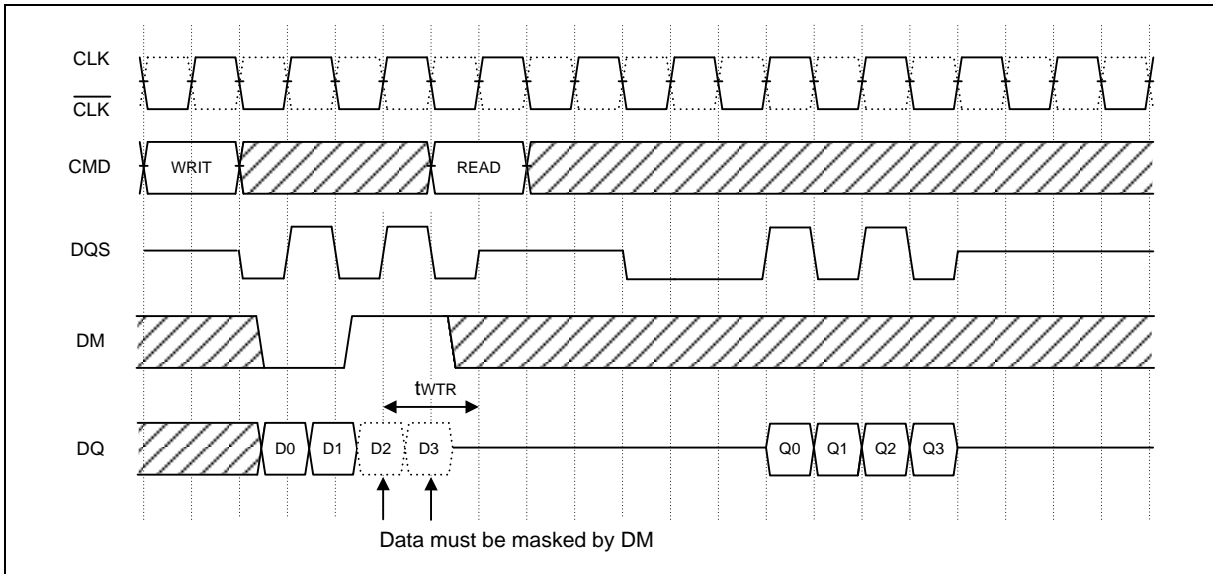 CLK
CLK
CMD WRIT READ
DQS
DM
tWTR
DQ D0 D1 D2 D3 Q0 Q1 Q2 Q3
Data must be masked by DM